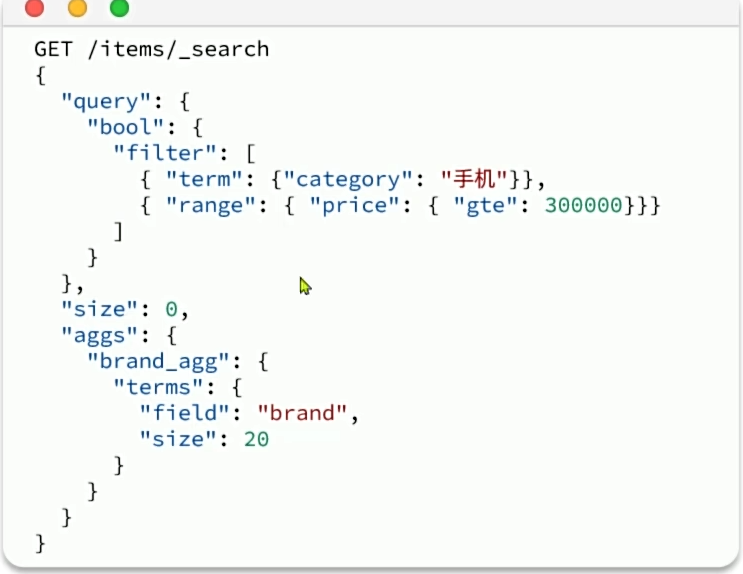 GET /items/_search
{
  "query": {
    "bool": {
      "filter": [
        { "term": {"category": "手机"}},
        { "range": { "price": { "gte": 300000}}}
      ]
    }
  },
  "size": 0,
  "aggs": {
    "brand_agg": {
      "terms": {
        "field": "brand",
        "size": 20
      }
    }
  }
}